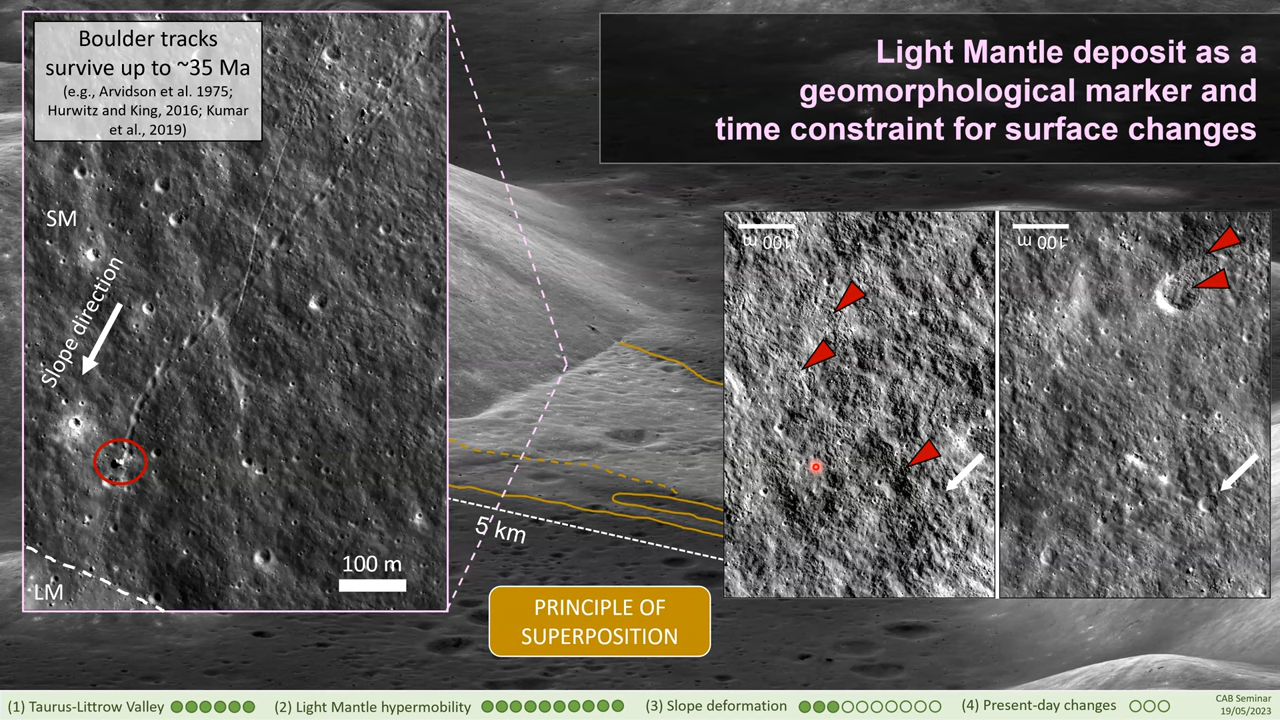 Boulder tracks
survive up to ~35 Ma
(e.g., Arvidson et al. 1975;
Hurwitz and King, 2016; Kumar
et al., 2019)
Light Mantle deposit as a
geomorphological marker and
time constraint for surface changes
SM
Slope direction
100 m
LM
5 km
100 m
100 m
PRINCIPLE OF
SUPERPOSITION
(1) Taurus-Littrow Valley
(2) Light Mantle hypermobility
(3) Slope deformation
(4) Present-day changes
CAB Seminar
19/05/2023